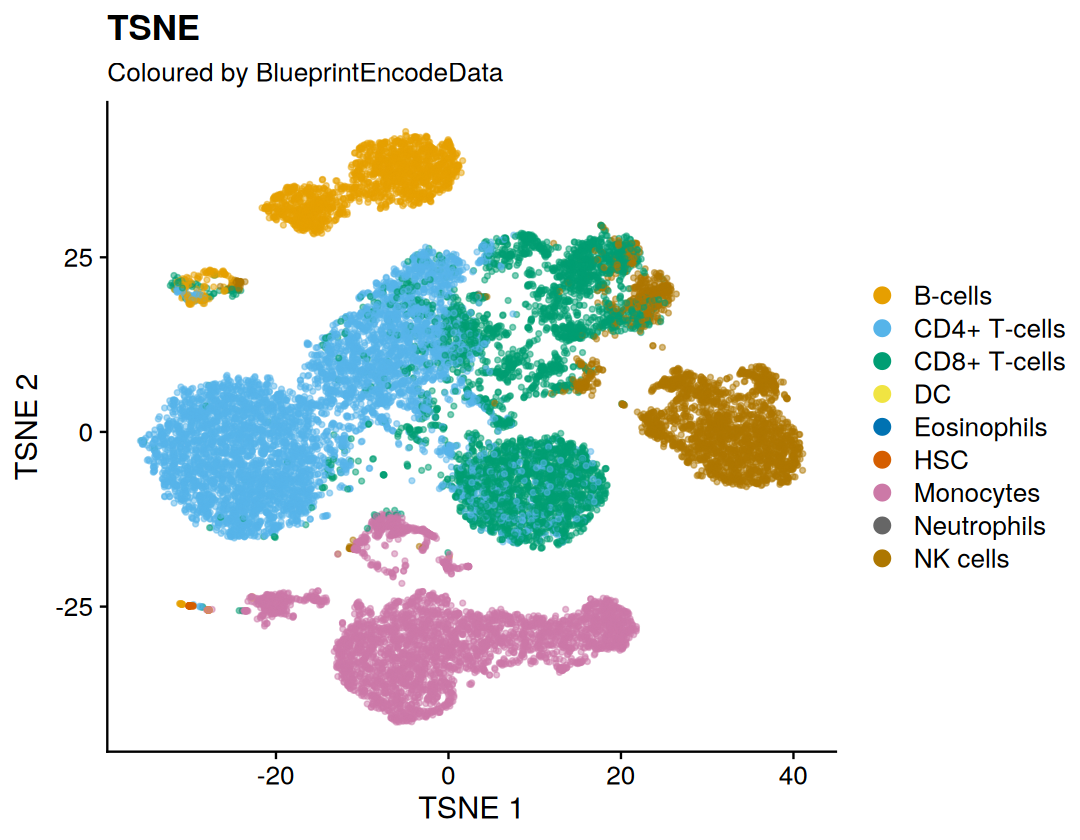 TSNE
Coloured by BlueprintEncodeData
TSNE 2
25
0
-25
-20
0
20
40
TSNE 1
B-cells
CD4+ T-cells
CD8+ T-cells
DC
Eosinophils
HSC
Monocytes
Neutrophils
NK cells